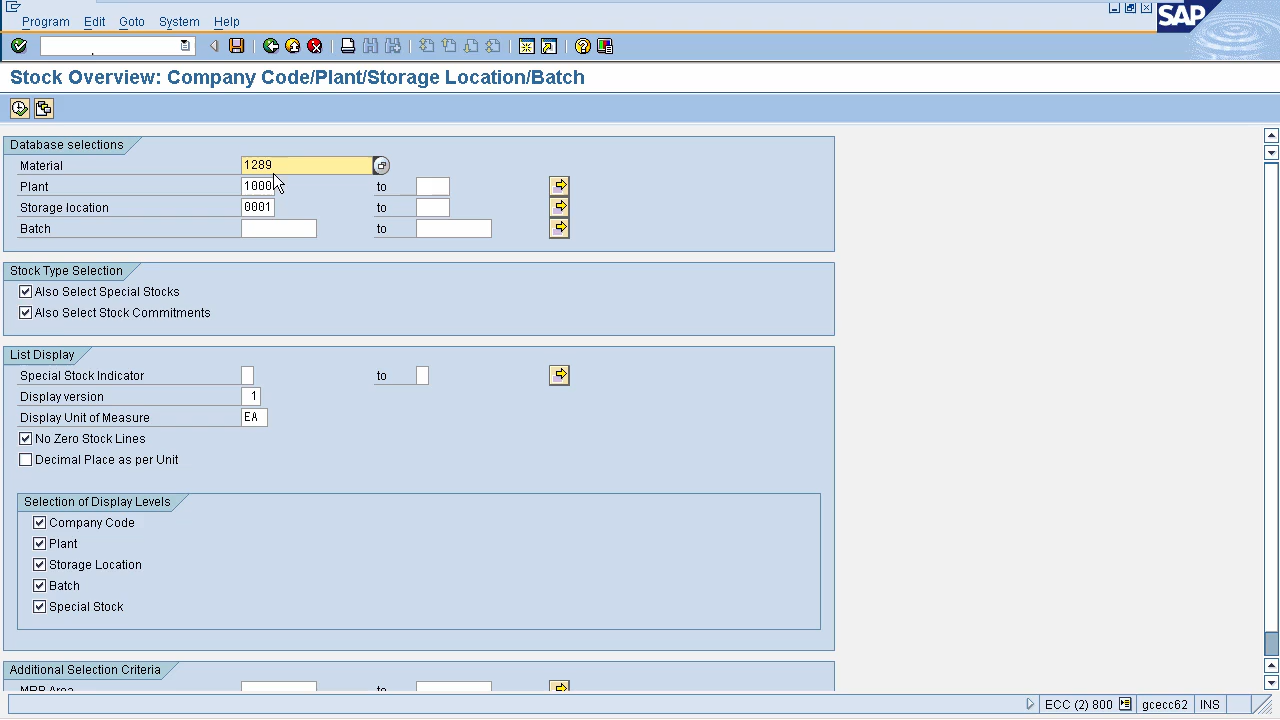 Program Edit Goto System Help
SAP
Stock Overview: Company Code/Plant/Storage Location/Batch
Database selections
Material 1289
Plant 1000 to
Storage location 0001 to
Batch to
Stock Type Selection
Also Select Special Stocks
Also Select Stock Commitments
List Display
Special Stock Indicator to
Display version 1
Display Unit of Measure EA
No Zero Stock Lines
Decimal Place as per Unit
Selection of Display Levels
Company Code
Plant
Storage Location
Batch
Special Stock
Additional Selection Criteria
MRP Area to
ECC (2) 800 gcecc62 INS